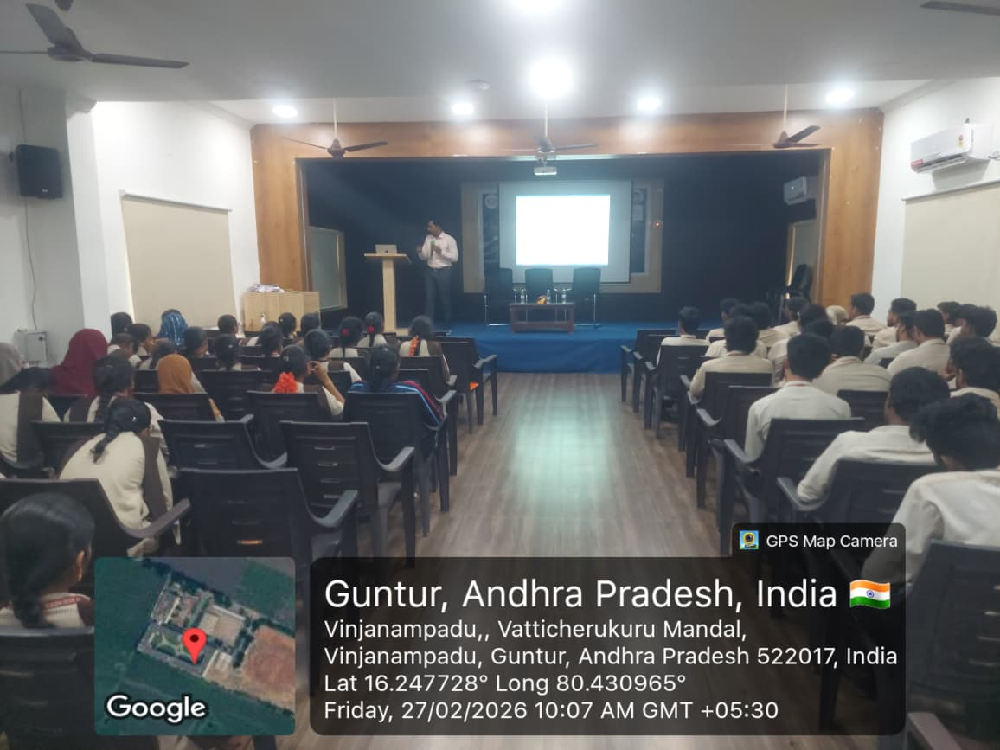 GPS Map Camera
Guntur, Andhra Pradesh, India 🇮🇳
Vinjanampadu,, Vatticherukuru Mandal,
Vinjanampadu, Guntur, Andhra Pradesh 522017, India
Lat 16.247728° Long 80.430965°
Friday, 27/02/2026 10:07 AM GMT +05:30
Google